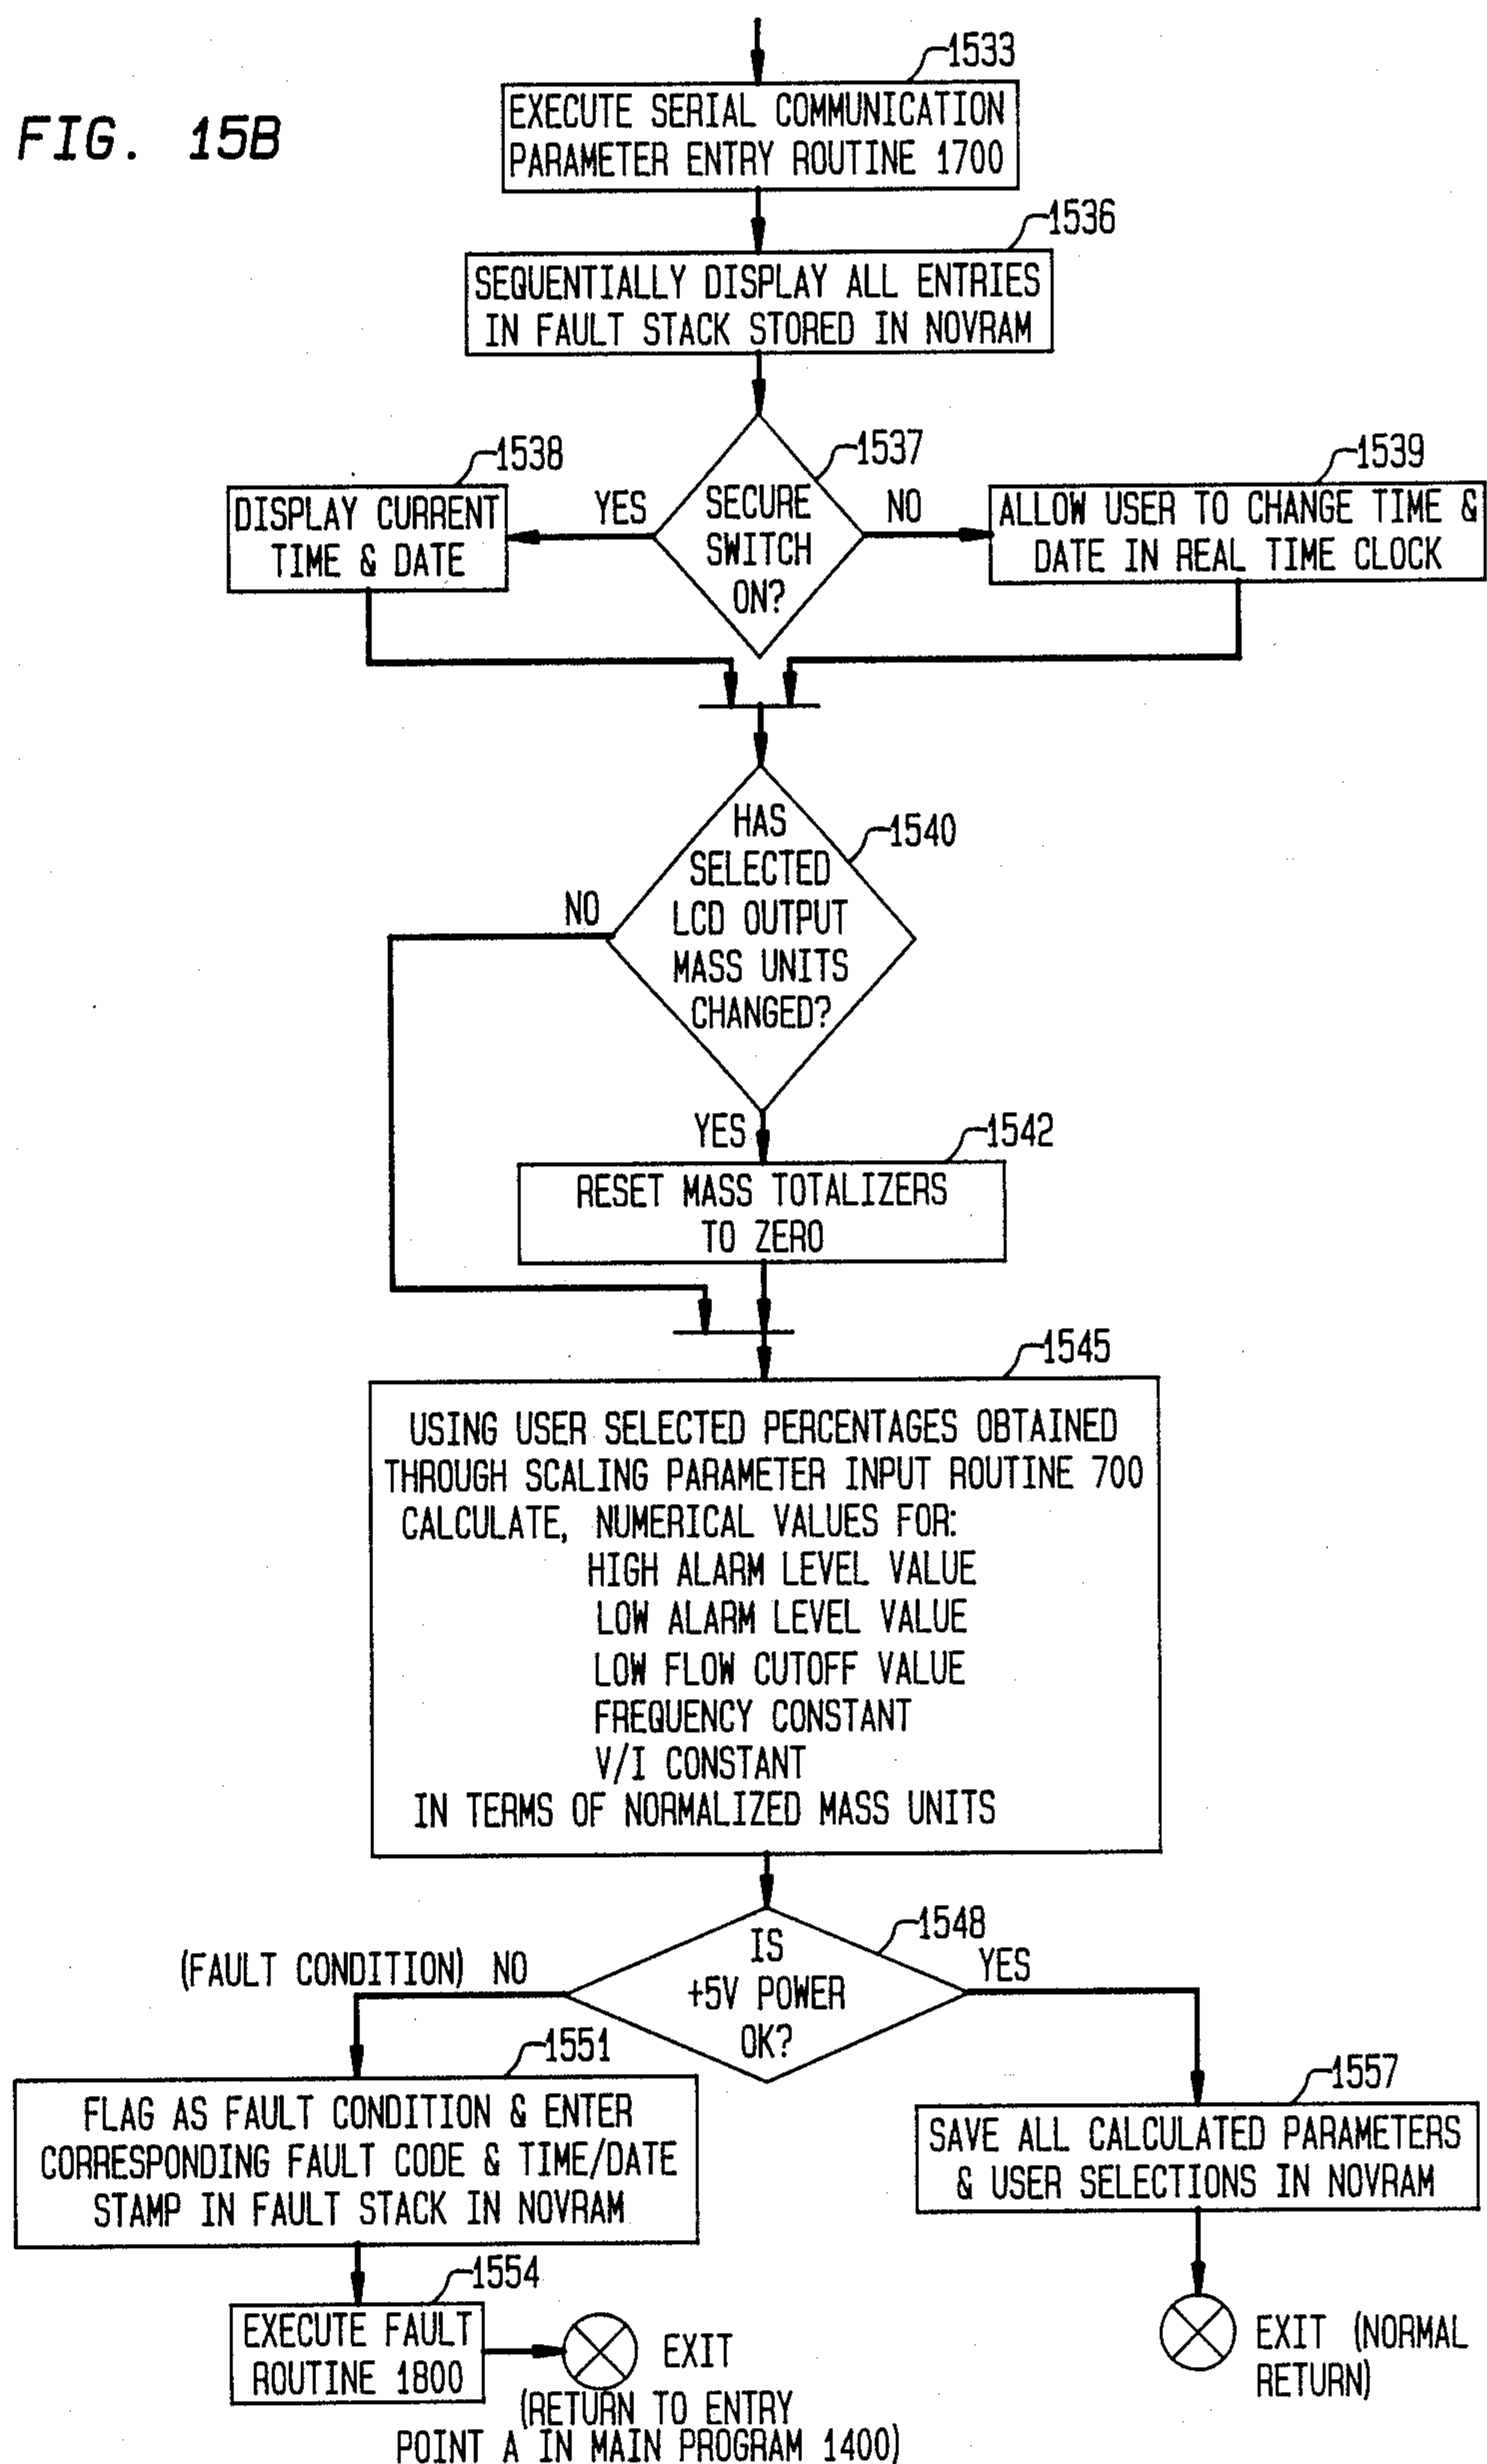 FIG. 15B
1533
EXECUTE SERIAL COMMUNICATION
PARAMETER ENTRY ROUTINE 1700
1536
SEQUENTIALLY DISPLAY ALL ENTRIES
IN FAULT STACK STORED IN NOVRAM
1537
SECURE
SWITCH
ON?
YES
NO
1538
DISPLAY CURRENT
TIME & DATE
1539
ALLOW USER TO CHANGE TIME &
DATE IN REAL TIME CLOCK
1540
HAS
SELECTED
LCD OUTPUT
MASS UNITS
CHANGED?
NO
YES
1542
RESET MASS TOTALIZERS
TO ZERO
1545
USING USER SELECTED PERCENTAGES OBTAINED
THROUGH SCALING PARAMETER INPUT ROUTINE 700
CALCULATE, NUMERICAL VALUES FOR:
HIGH ALARM LEVEL VALUE
LOW ALARM LEVEL VALUE
LOW FLOW CUTOFF VALUE
FREQUENCY CONSTANT
V/I CONSTANT
IN TERMS OF NORMALIZED MASS UNITS
1548
IS
+5V POWER
OK?
(FAULT CONDITION) NO
YES
1551
FLAG AS FAULT CONDITION & ENTER
CORRESPONDING FAULT CODE & TIME/DATE
STAMP IN FAULT STACK IN NOVRAM
1557
SAVE ALL CALCULATED PARAMETERS
& USER SELECTIONS IN NOVRAM
1554
EXECUTE FAULT
ROUTINE 1800
EXIT
(RETURN TO ENTRY
POINT A IN MAIN PROGRAM 1400)
EXIT (NORMAL
RETURN)